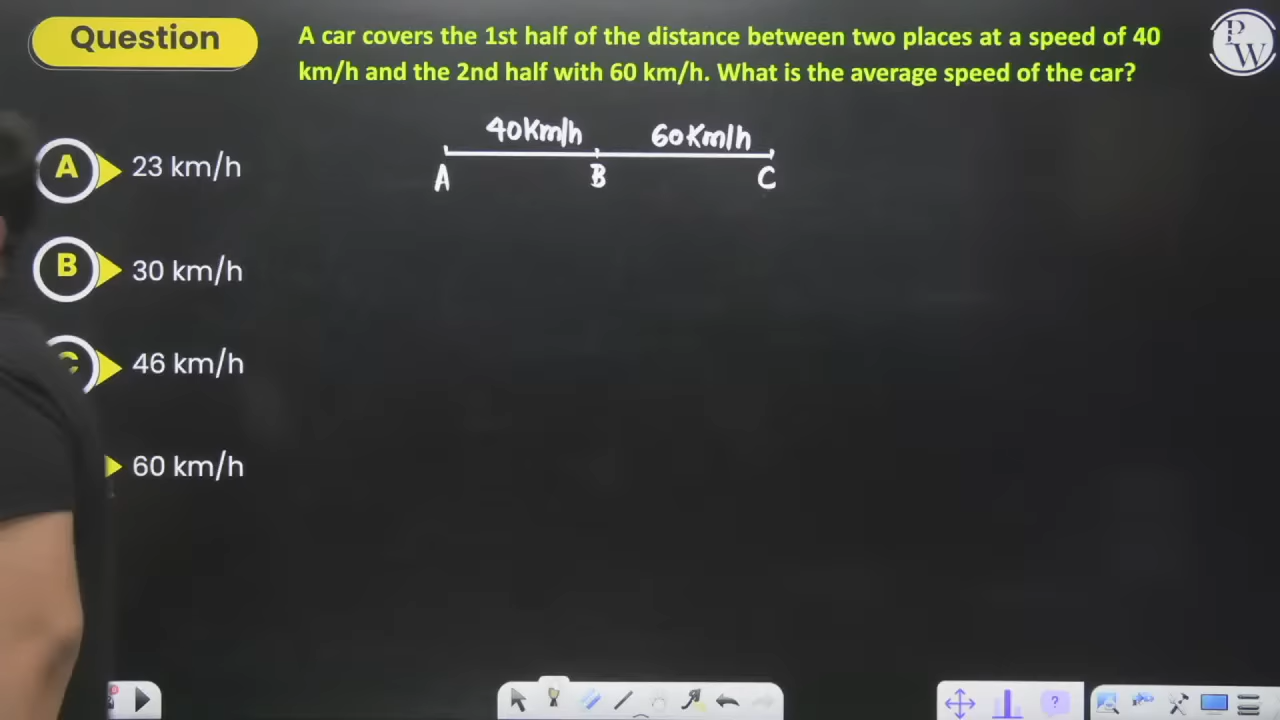 Question
A car covers the 1st half of the distance between two places at a speed of 40
km/h and the 2nd half with 60 km/h. What is the average speed of the car?
P
W
40Km/h 60Km/h
A B C
A 23 km/h
B 30 km/h
46 km/h
60 km/h
?